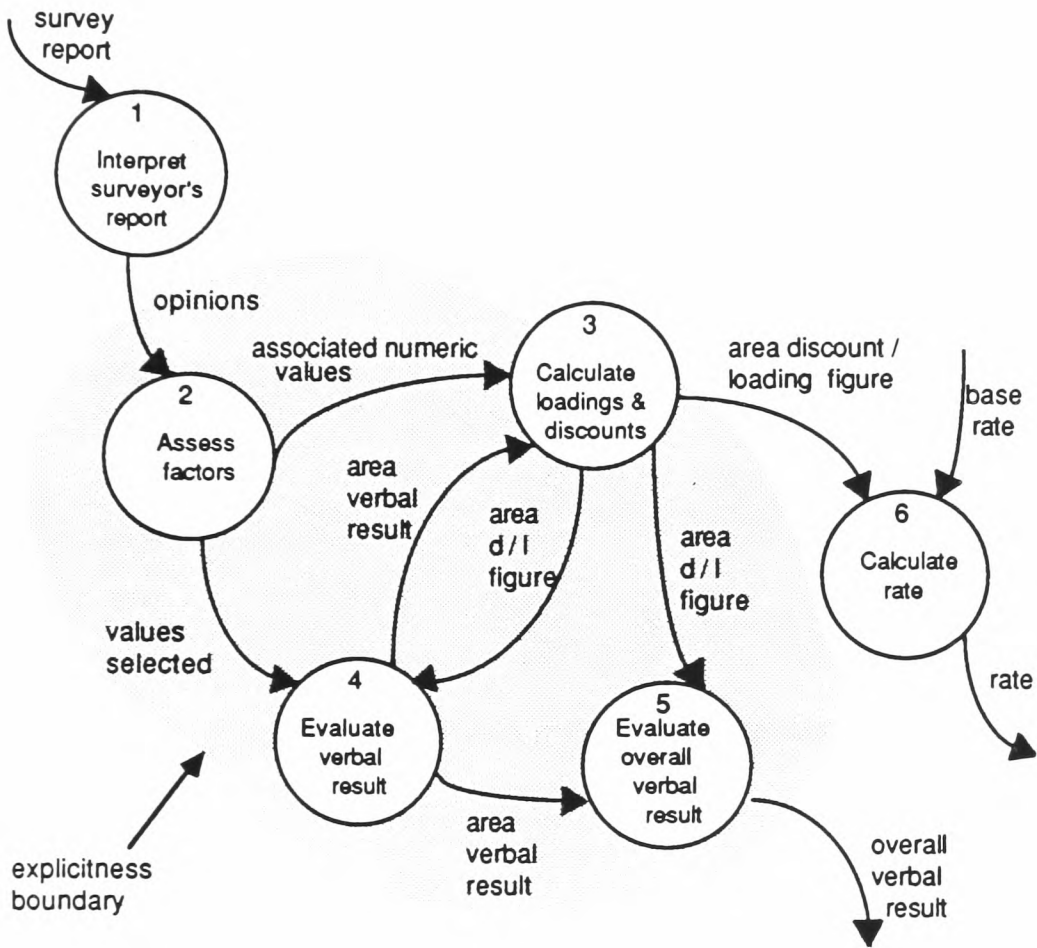 survey
report
1
Interpret
surveyor's
report
opinions
associated numeric
values
2
Assess
factors
3
Calculate
loadings &
discounts
area discount /
loading figure
base
rate
area
verbal
result
area
d / l
figure
area
d / l
figure
6
Calculate
rate
rate
values
selected
4
Evaluate
verbal
result
5
Evaluate
overall
verbal
result
area
verbal
result
overall
verbal
result
explicitness
boundary